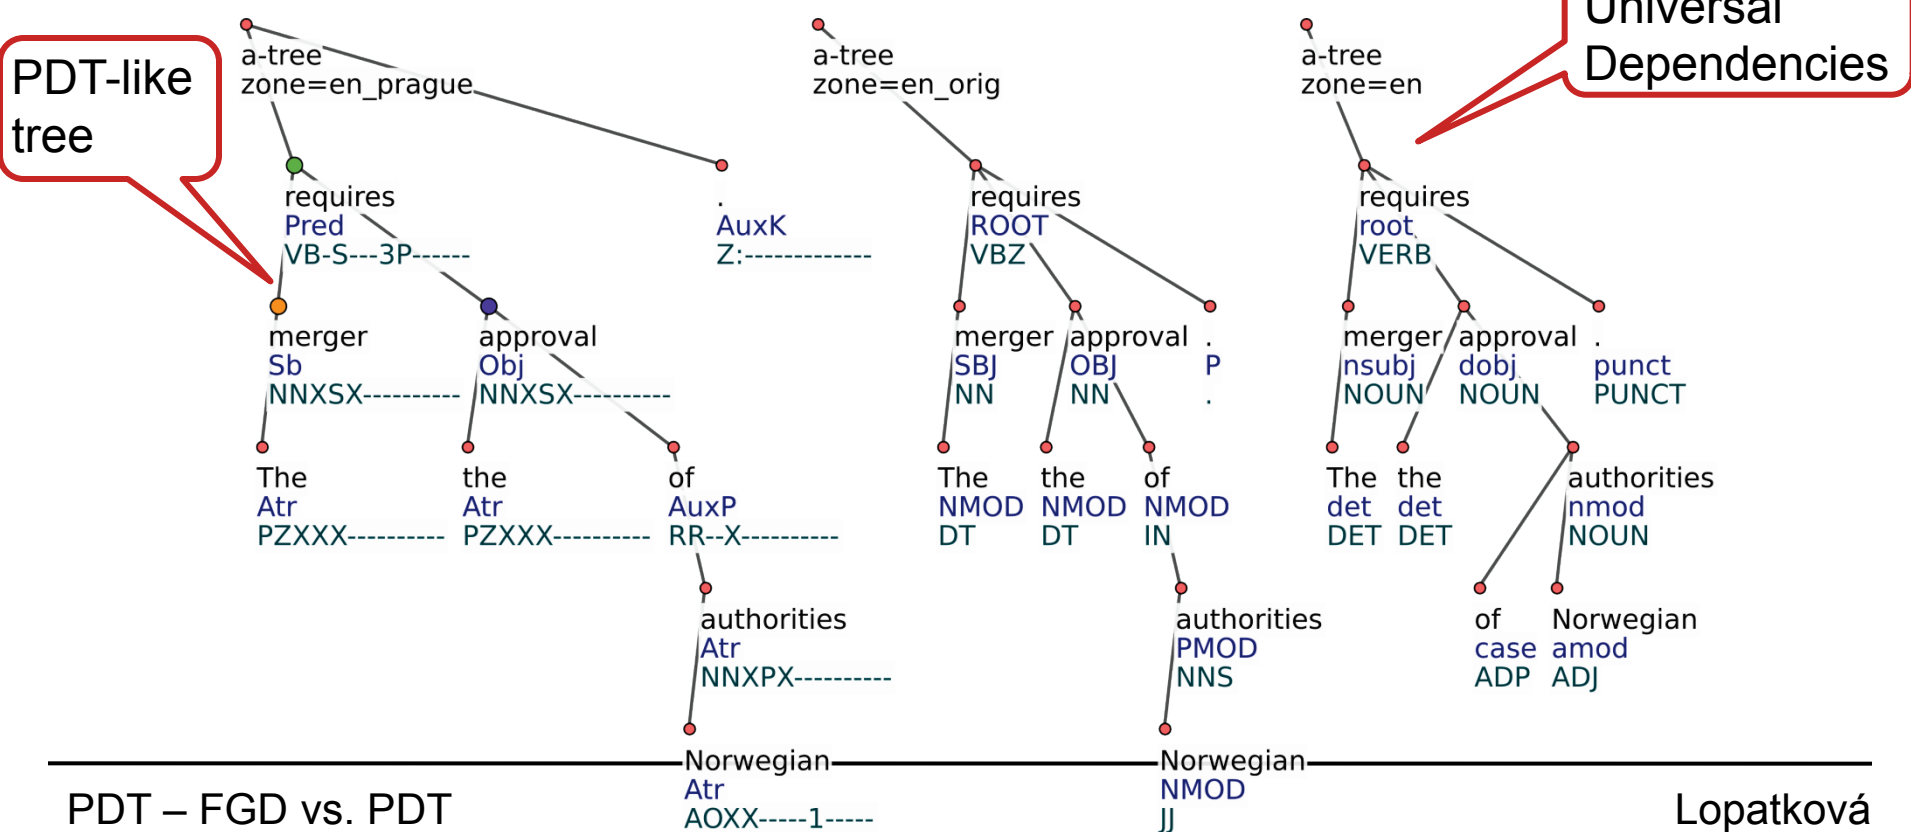 PDT-like
tree
Universal
Dependencies
a-tree
zone=en_prague
requires
Pred
VB-S---3P------
.
AuxK
Z:-------------
merger
Sb
NNXSX----------
approval
Obj
NNXSX----------
The
Atr
PZXXX----------
the
Atr
PZXXX----------
of
AuxP
RR--X----------
authorities
Atr
NNXPX----------
Norwegian
Atr
AOXX-----1-----
a-tree
zone=en_orig
requires
ROOT
VBZ
merger
SBJ
NN
approval
OBJ
NN
.
P
.
The
NMOD
DT
the
NMOD
DT
of
NMOD
IN
authorities
PMOD
NNS
Norwegian
NMOD
JJ
a-tree
zone=en
requires
root
VERB
merger
nsubj
NOUN
approval
dobj
NOUN
.
punct
PUNCT
The
det
DET
the
det
DET
authorities
nmod
NOUN
of
case
ADP
Norwegian
amod
ADJ
PDT – FGD vs. PDT
Lopatková